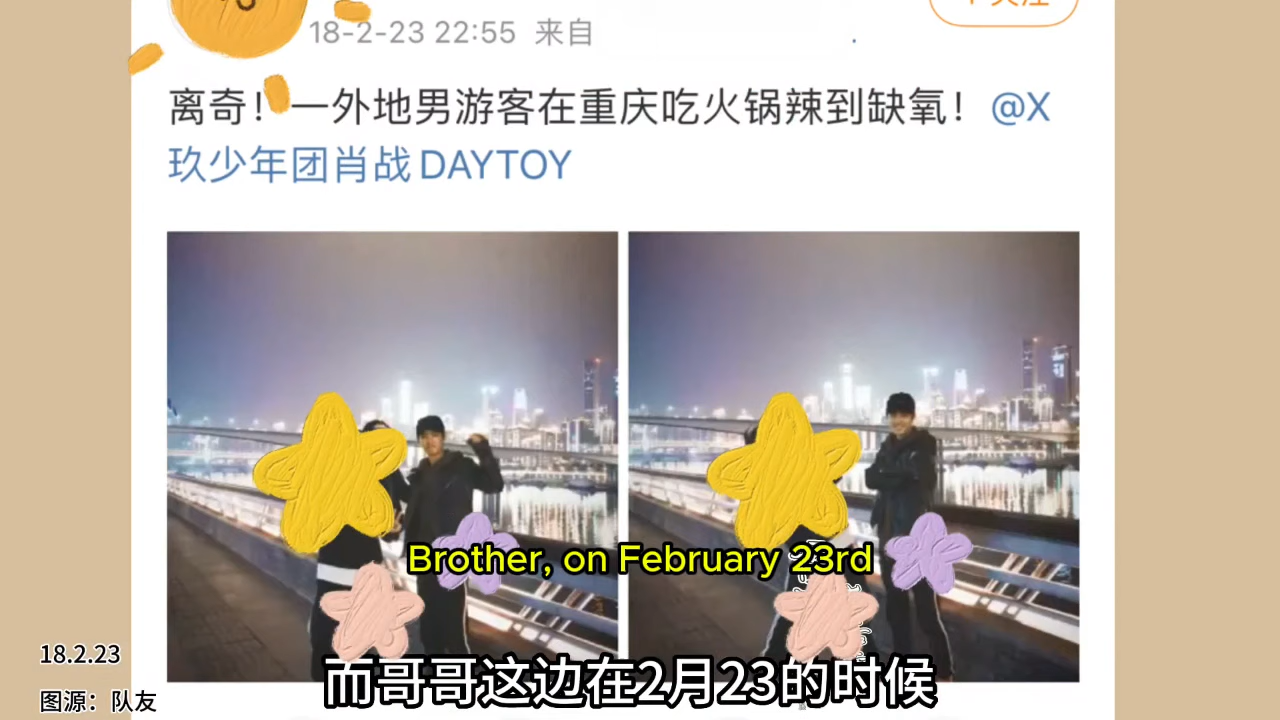 18-2-23 22:55 来自
离奇！一外地男游客在重庆吃火锅辣到缺氧！@X
玖少年团肖战DAYTOY
Brother, on February 23rd
18.2.23
而哥哥这边在2月23的时候
图源：队友